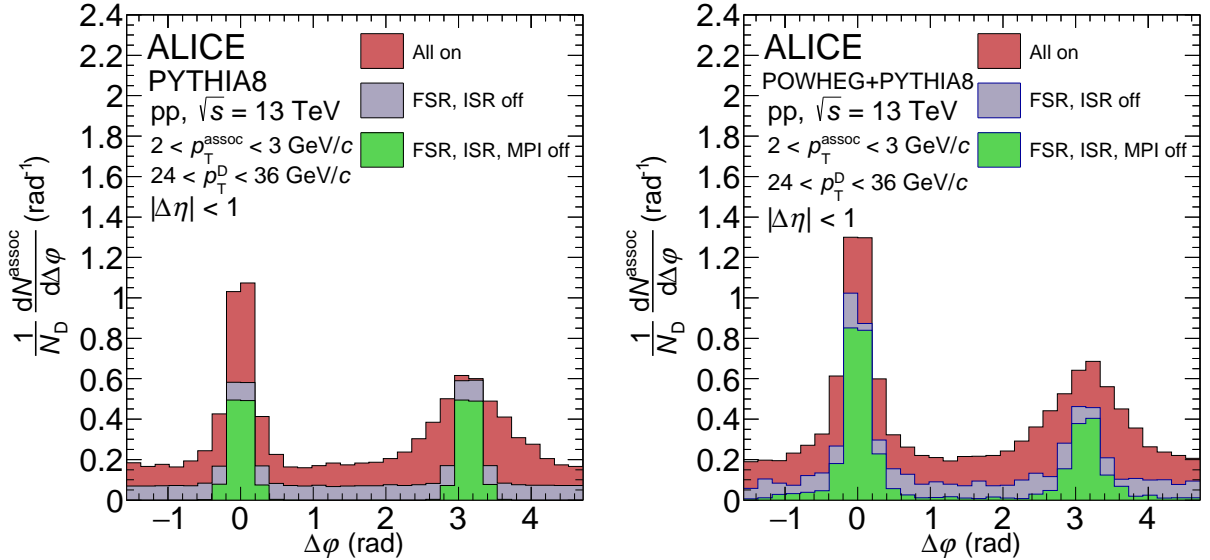 2.4
2.2
2
1.8
1.6
1.4
1.2
1
0.8
0.6
0.4
0.2
0
1/N_D dN^assoc/dΔφ (rad⁻¹)
ALICE
PYTHIA8
pp, √s = 13 TeV
2 < p_T^assoc < 3 GeV/c
24 < p_T^D < 36 GeV/c
|Δη| < 1
All on
FSR, ISR off
FSR, ISR, MPI off
−1 0 1 2 3 4
Δφ (rad)
2.4
2.2
2
1.8
1.6
1.4
1.2
1
0.8
0.6
0.4
0.2
0
1/N_D dN^assoc/dΔφ (rad⁻¹)
ALICE
POWHEG+PYTHIA8
pp, √s = 13 TeV
2 < p_T^assoc < 3 GeV/c
24 < p_T^D < 36 GeV/c
|Δη| < 1
All on
FSR, ISR off
FSR, ISR, MPI off
−1 0 1 2 3 4
Δφ (rad)